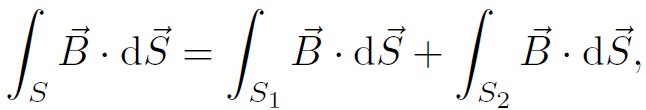 ∫_S B⃗ · dS⃗ = ∫_{S_1} B⃗ · dS⃗ + ∫_{S_2} B⃗ · dS⃗,